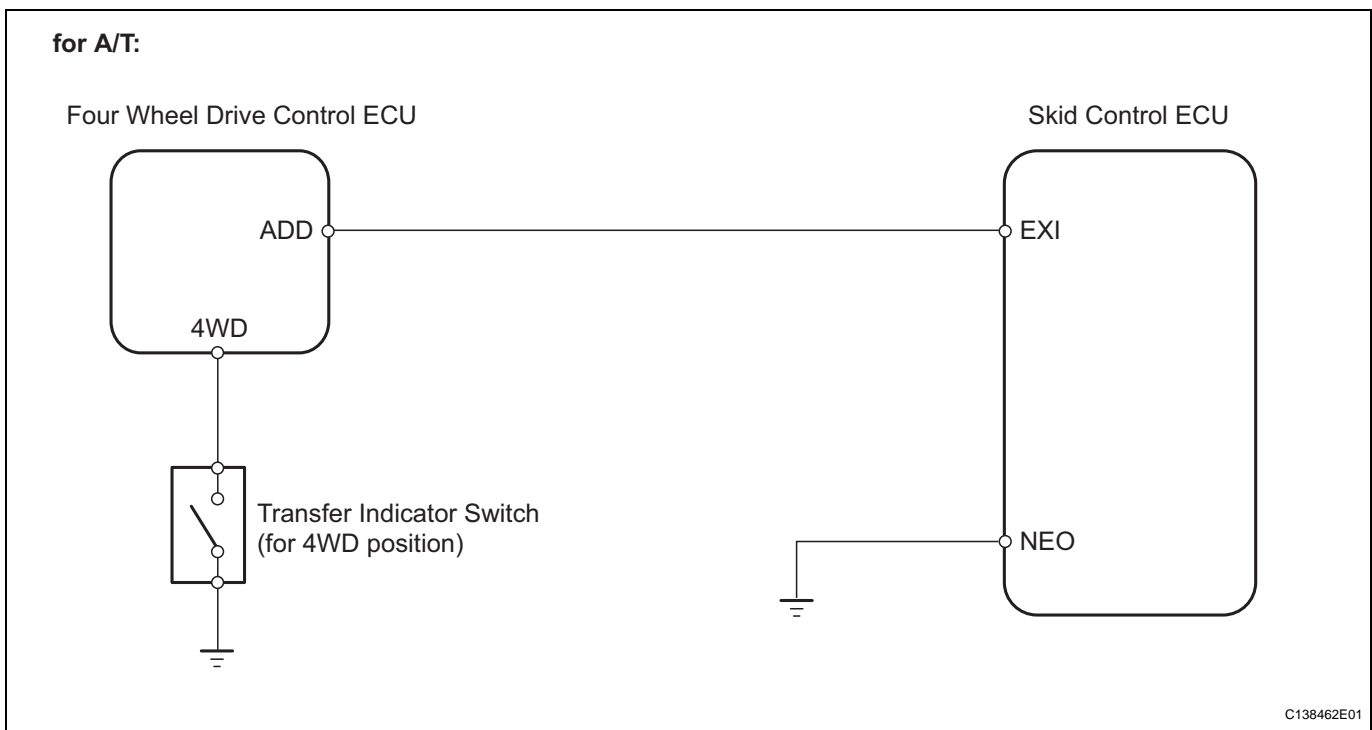 for A/T:
Four Wheel Drive Control ECU
Skid Control ECU
ADD
EXI
4WD
Transfer Indicator Switch
(for 4WD position)
NEO
C138462E01